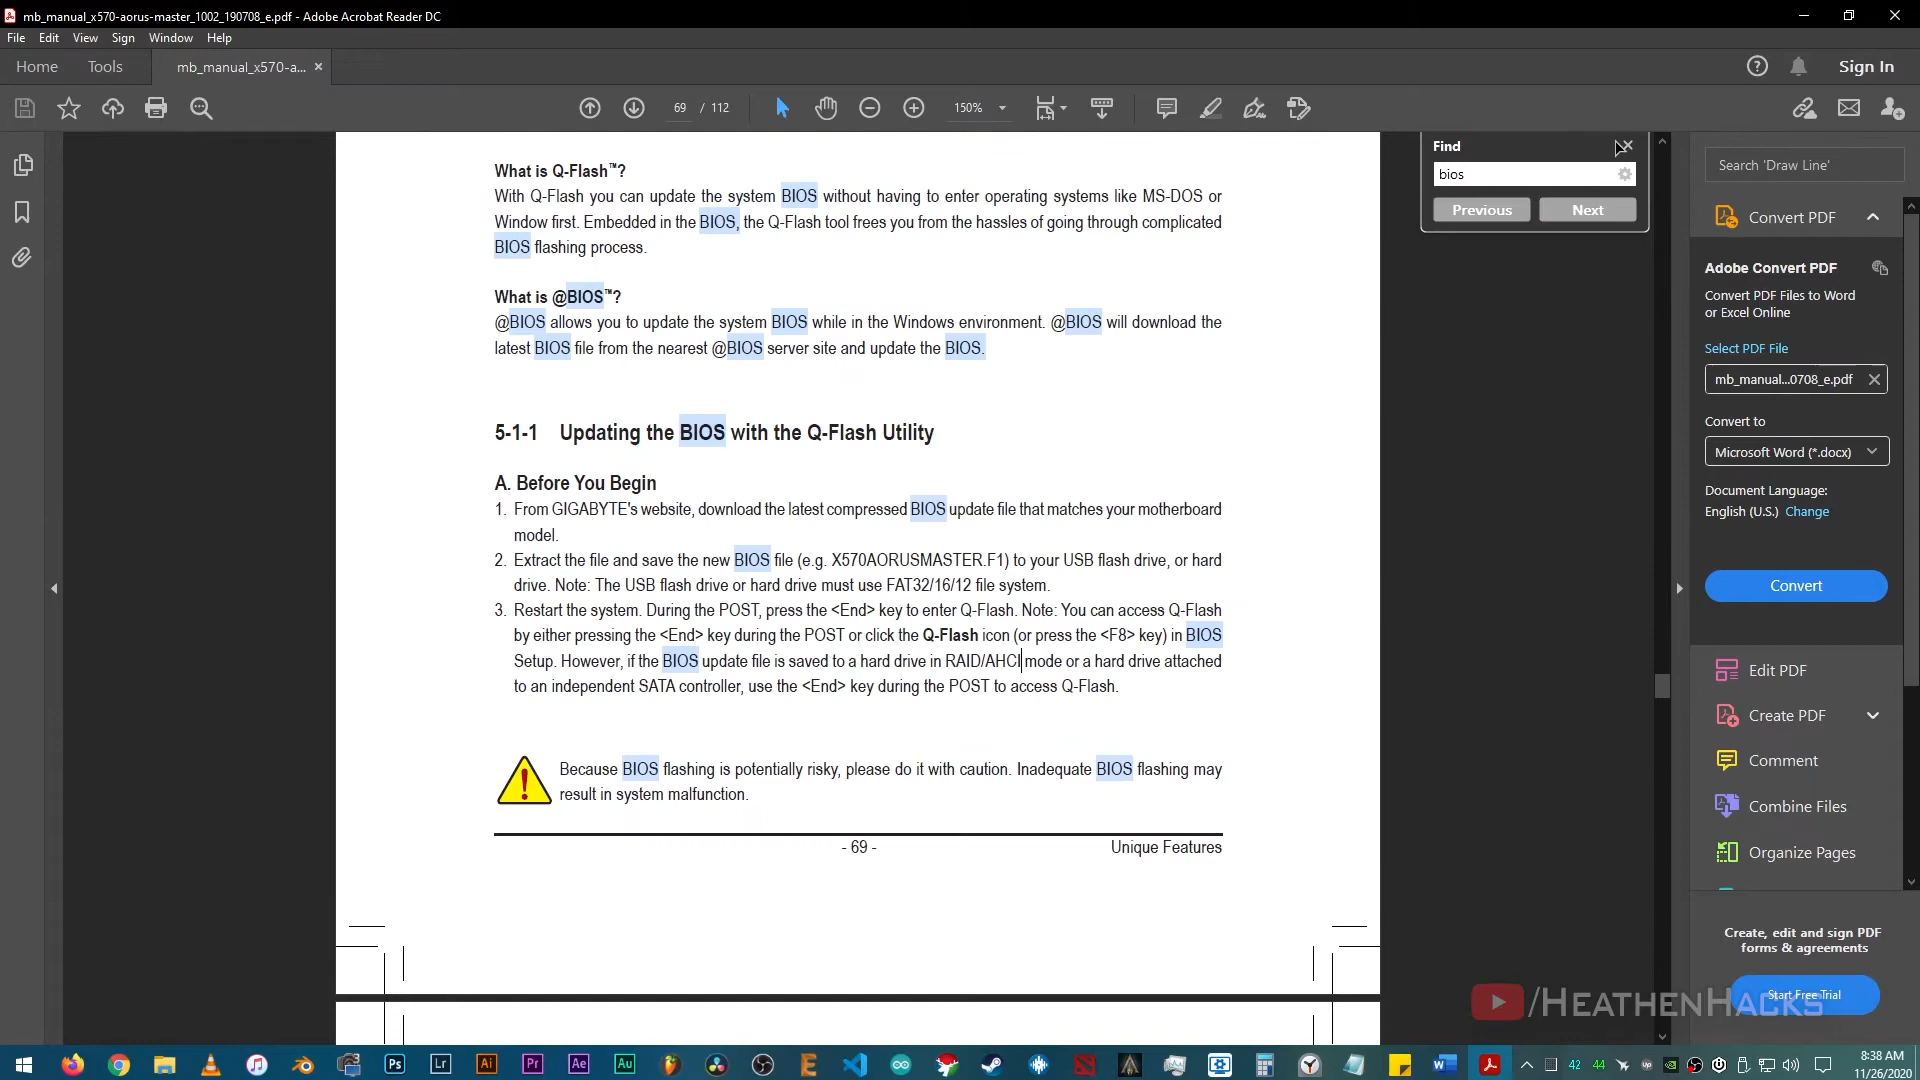 mb_manual_x570-aorus-master_1002_190708_e.pdf - Adobe Acrobat Reader DC
File Edit View Sign Window Help
Home Tools mb_manual_x570-a... × Sign In
69 / 112 150%
What is Q-Flash™?
With Q-Flash you can update the system BIOS without having to enter operating systems like MS-DOS or
Window first. Embedded in the BIOS, the Q-Flash tool frees you from the hassles of going through complicated
BIOS flashing process.
What is @BIOS™?
@BIOS allows you to update the system BIOS while in the Windows environment. @BIOS will download the
latest BIOS file from the nearest @BIOS server site and update the BIOS.
5-1-1 Updating the BIOS with the Q-Flash Utility
A. Before You Begin
1. From GIGABYTE's website, download the latest compressed BIOS update file that matches your motherboard
model.
2. Extract the file and save the new BIOS file (e.g. X570AORUSMASTER.F1) to your USB flash drive, or hard
drive. Note: The USB flash drive or hard drive must use FAT32/16/12 file system.
3. Restart the system. During the POST, press the <End> key to enter Q-Flash. Note: You can access Q-Flash
by either pressing the <End> key during the POST or click the Q-Flash icon (or press the <F8> key) in BIOS
Setup. However, if the BIOS update file is saved to a hard drive in RAID/AHCI mode or a hard drive attached
to an independent SATA controller, use the <End> key during the POST to access Q-Flash.
Because BIOS flashing is potentially risky, please do it with caution. Inadequate BIOS flashing may
result in system malfunction.
- 69 - Unique Features
Find
bios
Previous Next
Search 'Draw Line'
Convert PDF
Adobe Convert PDF
Convert PDF Files to Word
or Excel Online
Select PDF File
mb_manual...0708_e.pdf
Convert to
Microsoft Word (*.docx)
Document Language:
English (U.S.) Change
Convert
Edit PDF
Create PDF
Comment
Combine Files
Organize Pages
Create, edit and sign PDF
forms & agreements
Start Free Trial
/HEATHENHACKS
Ps Lr Ai Pr Ae Au 42 44
8:38 AM
11/26/2020